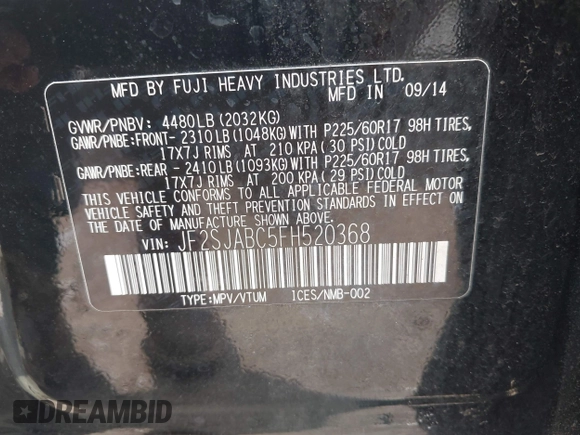 MFD BY FUJI HEAVY INDUSTRIES LTD.
MFD IN 09/14
GVWR/PNBV: 4480LB (2032KG)
GAWR/PNBE:FRONT- 2310LB (1048KG)WITH P225/60R17 98H TIRES,
17X7J RIMS AT 210 KPA ( 30 PSI)COLD
GAWR/PNBE:REAR - 2410LB (1093KG)WITH P225/60R17 98H TIRES,
17X7J RIMS AT 200 KPA ( 29 PSI)COLD
THIS VEHICLE CONFORMS TO ALL APPLICABLE FEDERAL MOTOR
VEHICLE SAFETY AND THEFT PREVENTION STANDARDS IN EFFECT ON
THE DATE OF MANUFACTURE SHOWN ABOVE.
VIN: JF2SJABC5FH520368
TYPE:MPV/VTUM ICES/NMB-002
DREAMBID